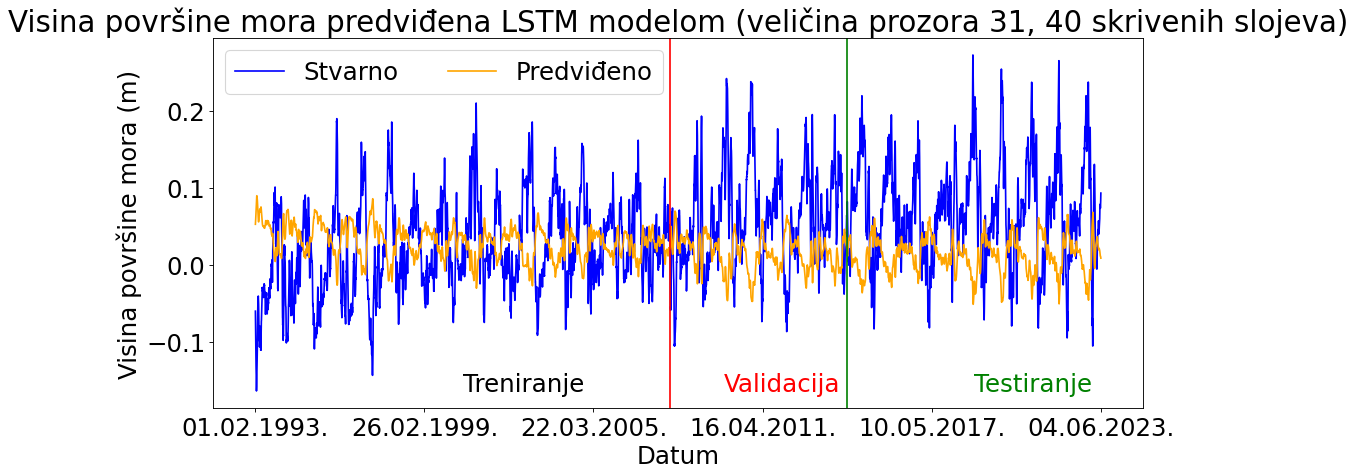 Visina površine mora predviđena LSTM modelom (veličina prozora 31, 40 skrivenih slojeva)
Stvarno
Predviđeno
Visina površine mora (m)
0.2
0.1
0.0
−0.1
Treniranje
Validacija
Testiranje
01.02.1993.
26.02.1999.
22.03.2005.
16.04.2011.
10.05.2017.
04.06.2023.
Datum